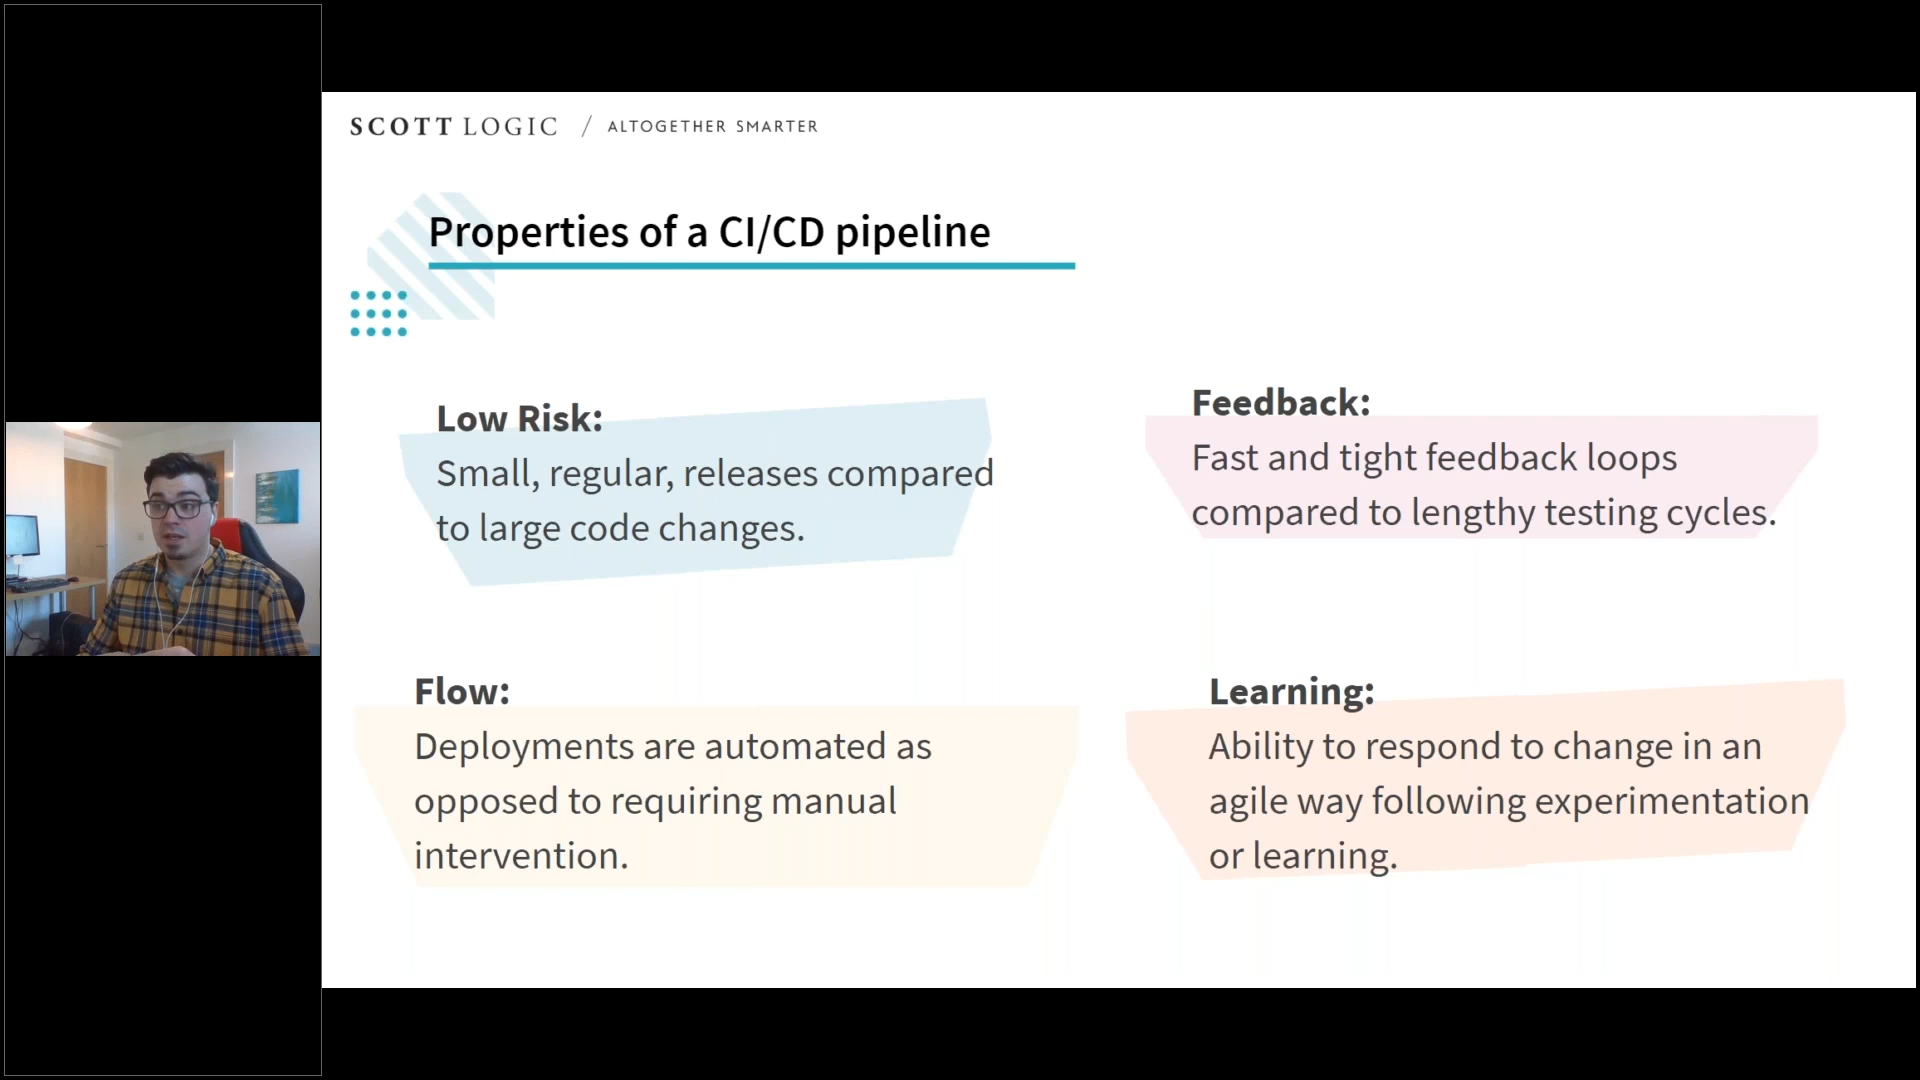 SCOTT LOGIC / ALTOGETHER SMARTER
Properties of a CI/CD pipeline
Low Risk:
Small, regular, releases compared
to large code changes.
Feedback:
Fast and tight feedback loops
compared to lengthy testing cycles.
Flow:
Deployments are automated as
opposed to requiring manual
intervention.
Learning:
Ability to respond to change in an
agile way following experimentation
or learning.